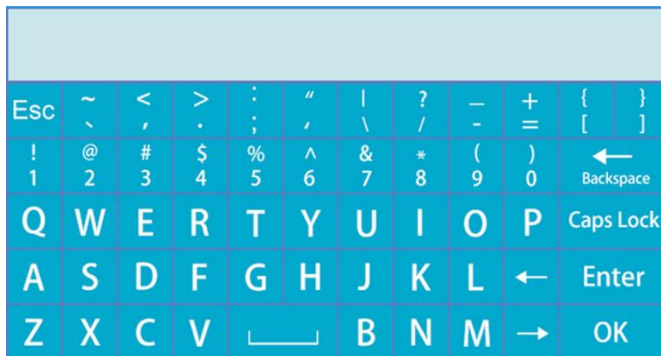 Esc ~ < > : " | ? _ + { }
` , . ; ' \ / - = [ ]
! @ # $ % ^ & * ( )
1 2 3 4 5 6 7 8 9 0 Backspace
Q W E R T Y U I O P Caps Lock
A S D F G H J K L ← Enter
Z X C V B N M → OK